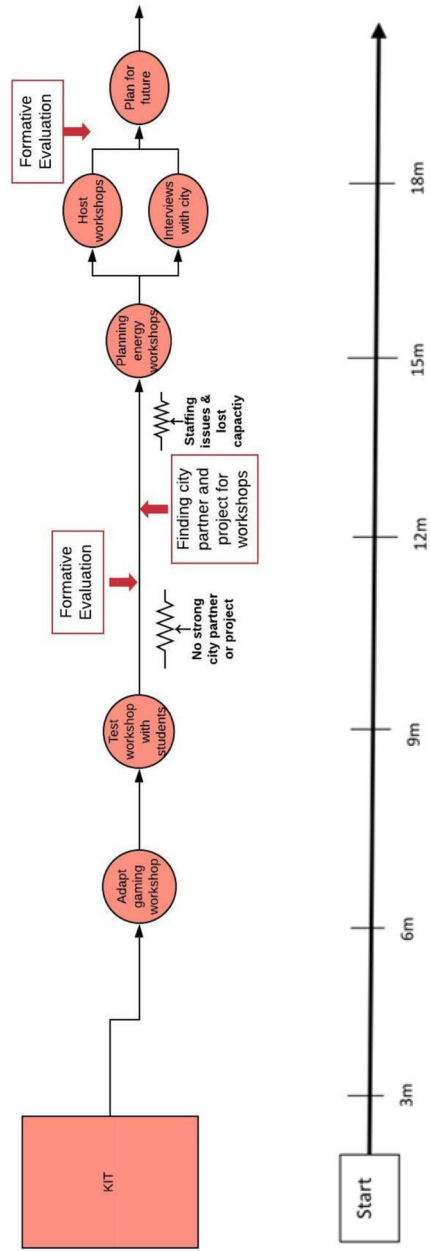 KIT
Adapt
gaming
workshop
Test
workshop
with
students
No strong
city partner
or project
Formative
Evaluation
Finding city
partner and
project for
workshops
Staffing
issues &
lost
capactiy
Planning
energy
workshops
Host
workshops
Interviews
with city
Formative
Evaluation
Plan for
future
Start
3m
6m
9m
12m
15m
18m